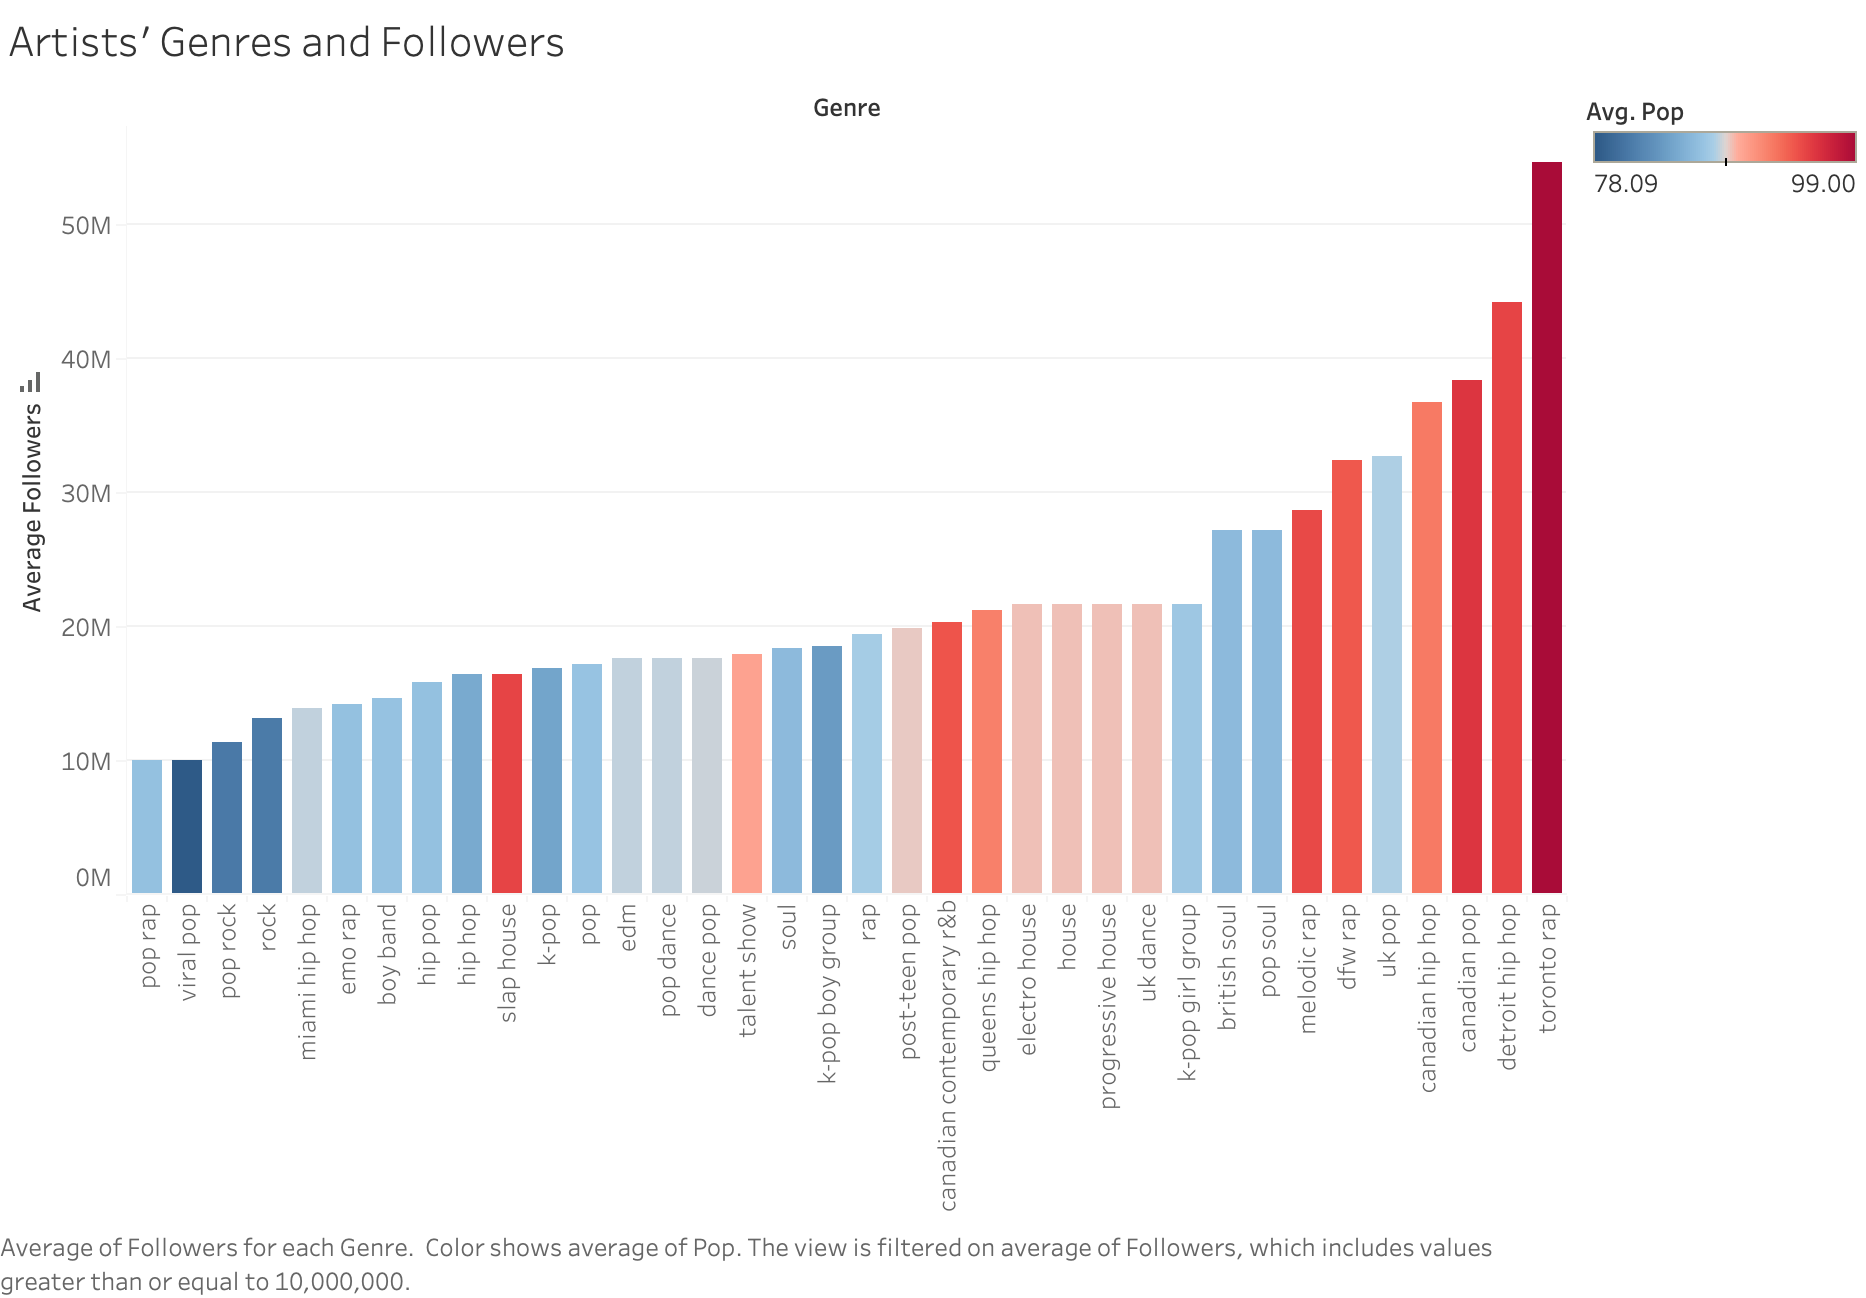 Artists’ Genres and Followers
Genre
Avg. Pop
78.09
99.00
Average Followers
50M
40M
30M
20M
10M
0M
pop rap
viral pop
pop rock
rock
miami hip hop
emo rap
boy band
hip pop
hip hop
slap house
k-pop
pop
edm
pop dance
dance pop
talent show
soul
k-pop boy group
rap
post-teen pop
canadian contemporary r&b
queens hip hop
electro house
house
progressive house
uk dance
k-pop girl group
british soul
pop soul
melodic rap
dfw rap
uk pop
canadian hip hop
canadian pop
detroit hip hop
toronto rap
Average of Followers for each Genre.  Color shows average of Pop. The view is filtered on average of Followers, which includes values
greater than or equal to 10,000,000.